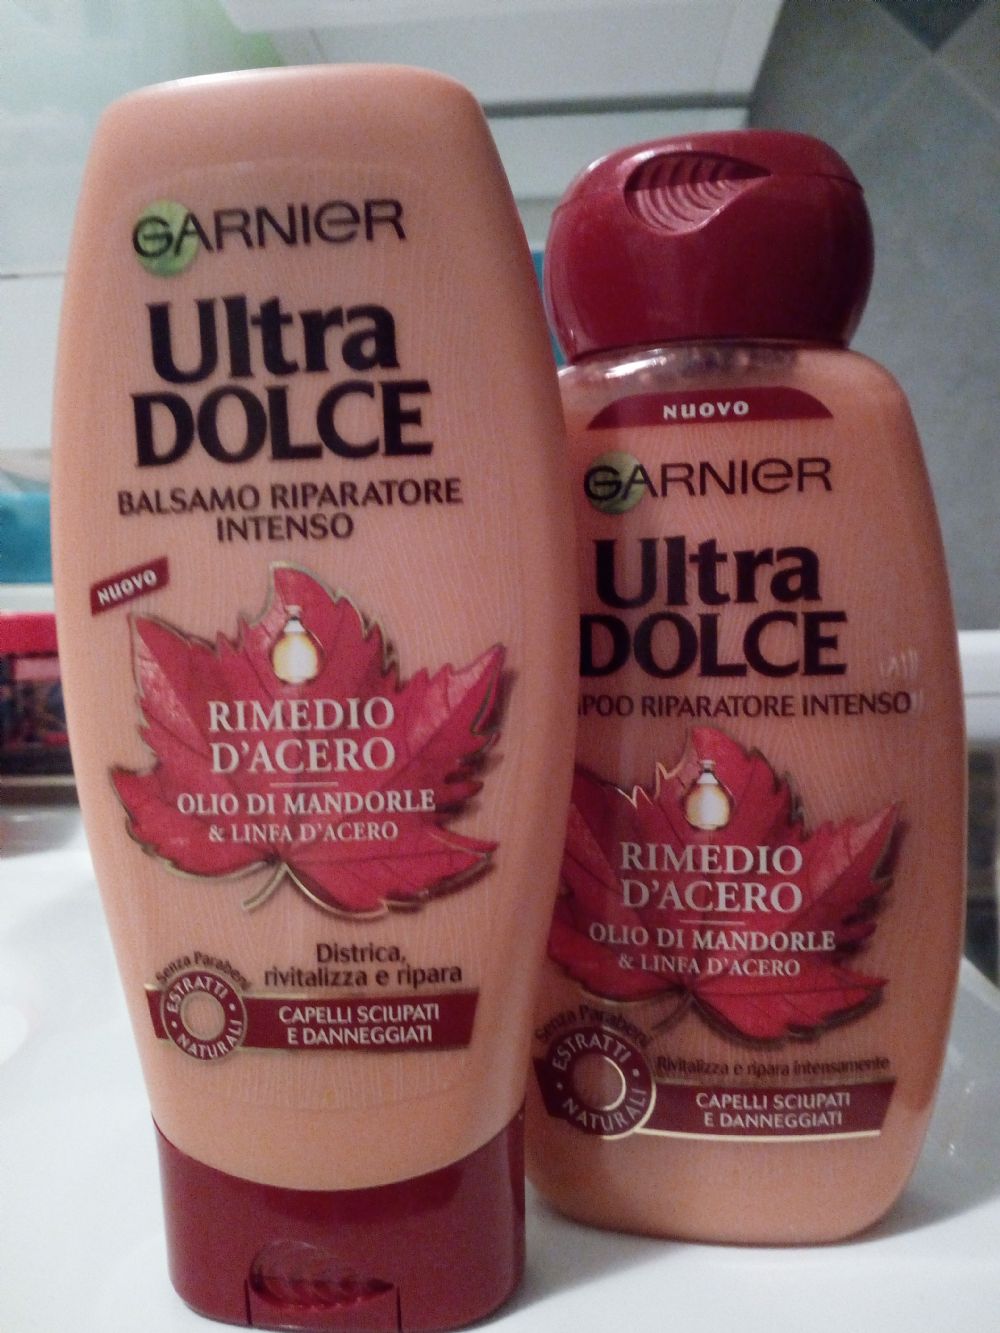 GARNIER
Ultra
DOLCE
BALSAMO RIPARATORE
INTENSO
NUOVO
RIMEDIO
D'ACERO
OLIO DI MANDORLE
& LINFA D'ACERO
Districa,
rivitalizza e ripara
Senza Parabeni
ESTRATTI
NATURALI
CAPELLI SCIUPATI
E DANNEGGIATI
NUOVO
GARNIER
Ultra
DOLCE
POO RIPARATORE INTENSO
RIMEDIO
D'ACERO
OLIO DI MANDORLE
& LINFA D'ACERO
Senza Parabeni
ESTRATTI
NATURALI
Rivitalizza e ripara intensamente
CAPELLI SCIUPATI
E DANNEGGIATI